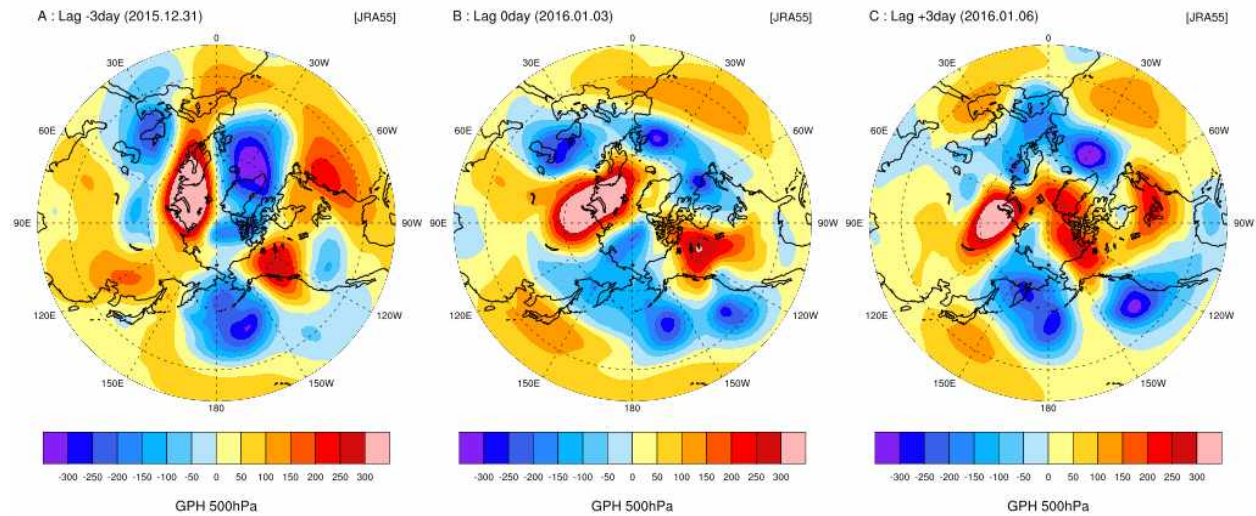 A : Lag -3day (2015.12.31) [JRA55]
0
30E 30W
60E 60W
90E 90W
120E 120W
150E 150W
180
-300 -250 -200 -150 -100 -50 0 50 100 150 200 250 300
GPH 500hPa
B : Lag 0day (2016.01.03) [JRA55]
0
30E 30W
60E 60W
90E 90W
120E 120W
150E 150W
180
-300 -250 -200 -150 -100 -50 0 50 100 150 200 250 300
GPH 500hPa
C : Lag +3day (2016.01.06) [JRA55]
0
30E 30W
60E 60W
90E 90W
120E 120W
150E 150W
180
-300 -250 -200 -150 -100 -50 0 50 100 150 200 250 300
GPH 500hPa